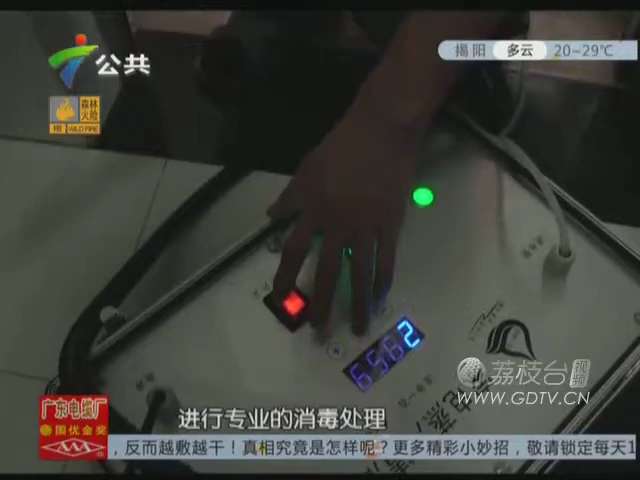 公共
揭阳 多云 20~29℃
森林火险
橙 WILD FIRE
6562
荔枝台 视频
WWW.GDTV.CN
广东电缆厂
国优金奖
进行专业的消毒处理
，反而越敷越干！真相究竟是怎样呢？更多精彩小妙招，敬请锁定每天1